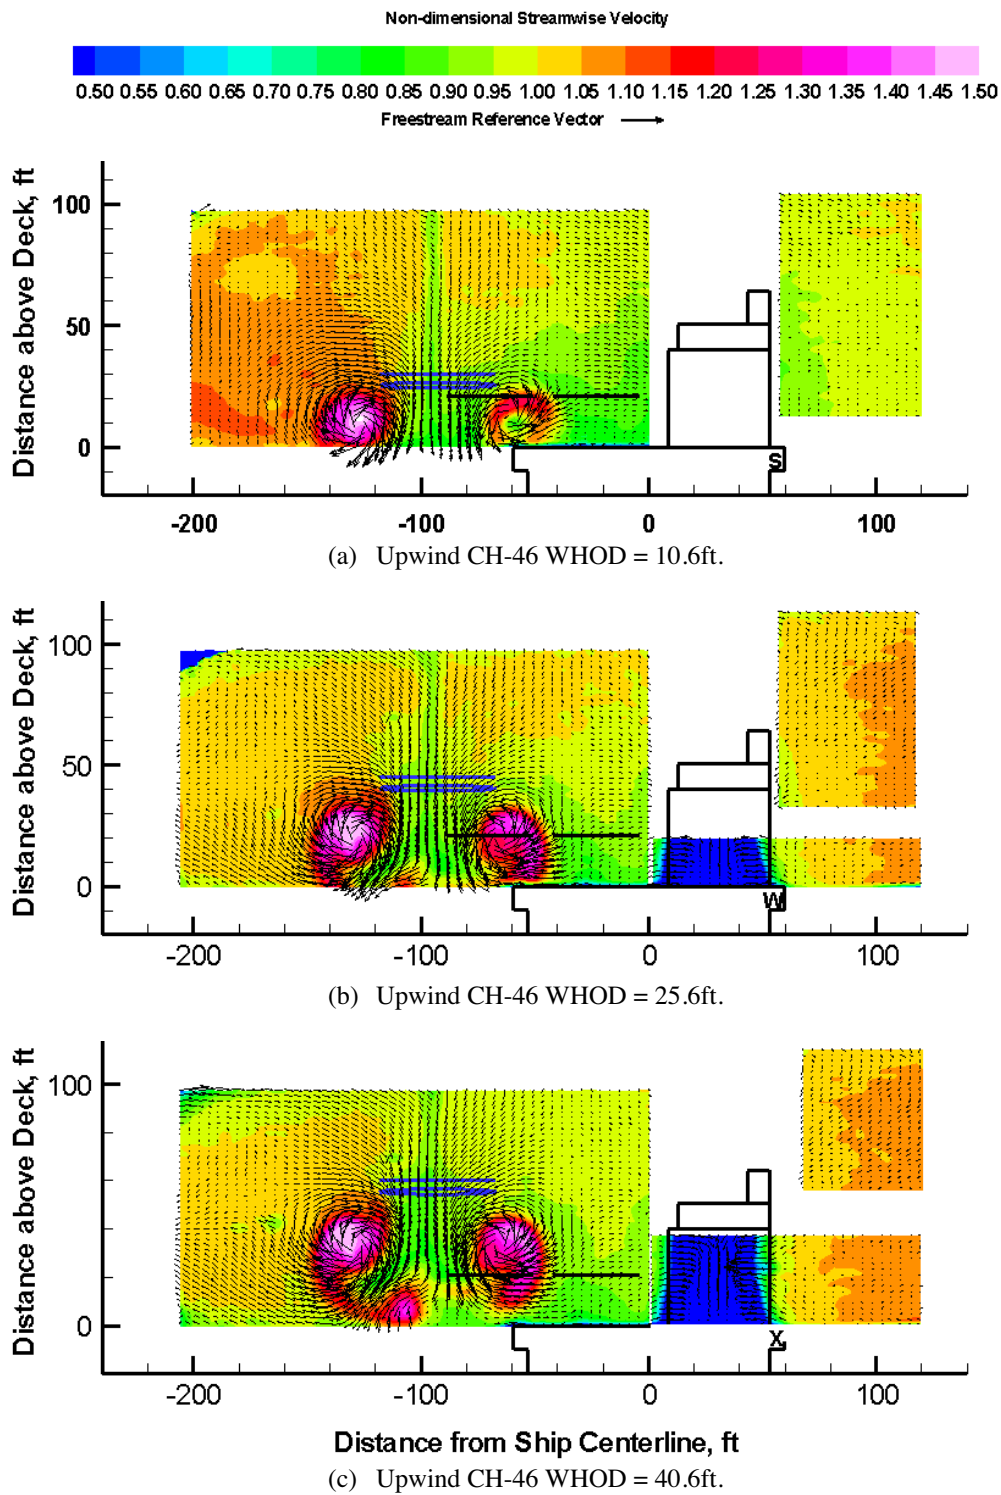 Non-dimensional Streamwise Velocity
0.50 0.55 0.60 0.65 0.70 0.75 0.80 0.85 0.90 0.95 1.00 1.05 1.10 1.15 1.20 1.25 1.30 1.35 1.40 1.45 1.50
Freestream Reference Vector
Distance above Deck, ft
100
50
0
S
-200 -100 0 100
(a) Upwind CH-46 WHOD = 10.6ft.
Distance above Deck, ft
100
50
0
W
-200 -100 0 100
(b) Upwind CH-46 WHOD = 25.6ft.
Distance above Deck, ft
100
50
0
X
-200 -100 0 100
Distance from Ship Centerline, ft
(c) Upwind CH-46 WHOD = 40.6ft.